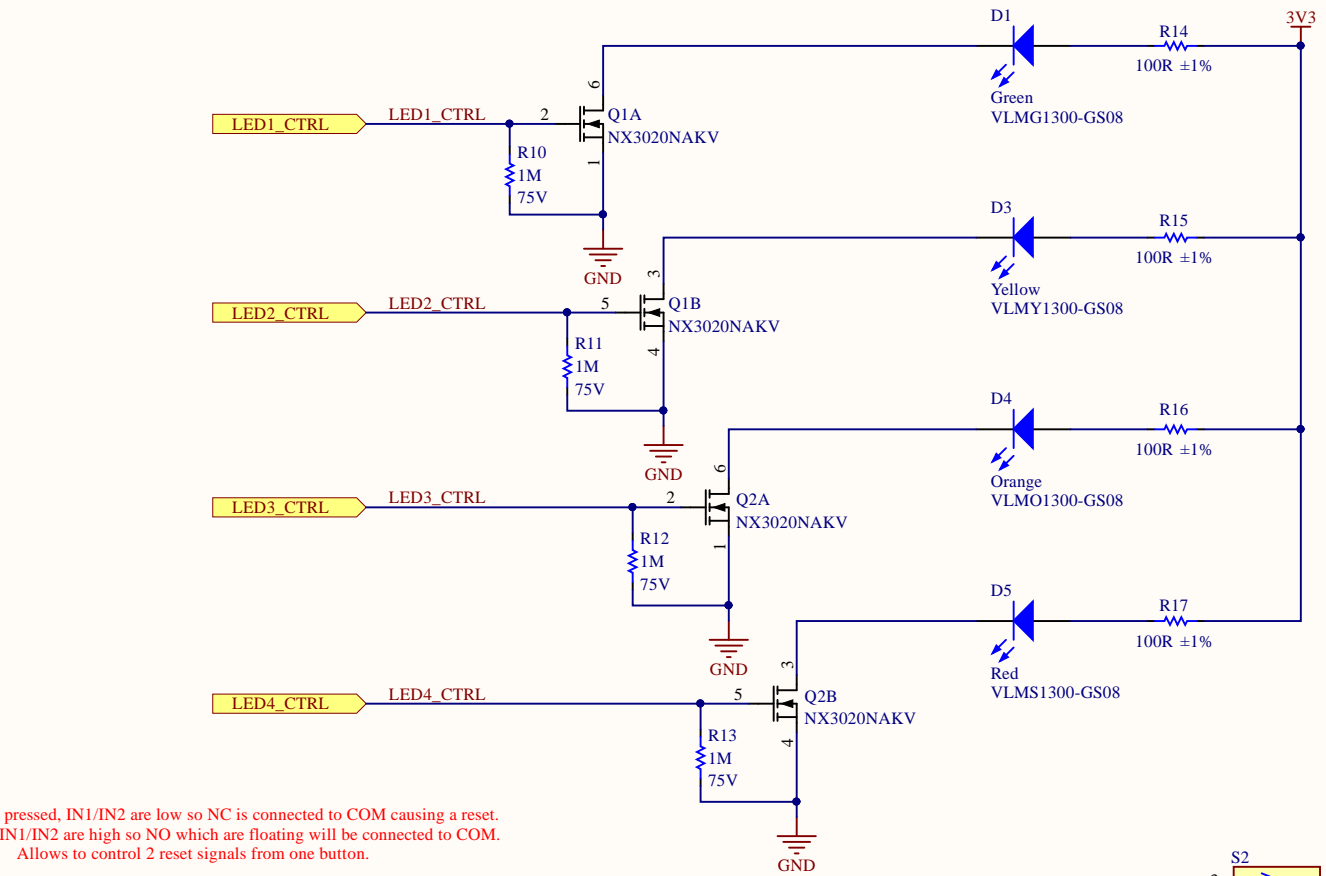 D1
3V3
R14
100R ±1%
Green
VLMG1300-GS08
LED1_CTRL
LED1_CTRL
2
6
Q1A
NX3020NAKV
1
R10
1M
75V
GND
D3
R15
100R ±1%
Yellow
VLMY1300-GS08
LED2_CTRL
LED2_CTRL
5
3
Q1B
NX3020NAKV
4
R11
1M
75V
GND
D4
R16
100R ±1%
Orange
VLMO1300-GS08
LED3_CTRL
LED3_CTRL
2
6
Q2A
NX3020NAKV
1
R12
1M
75V
GND
D5
R17
100R ±1%
Red
VLMS1300-GS08
LED4_CTRL
LED4_CTRL
5
3
Q2B
NX3020NAKV
4
R13
1M
75V
GND
pressed, IN1/IN2 are low so NC is connected to COM causing a reset.
IN1/IN2 are high so NO which are floating will be connected to COM.
Allows to control 2 reset signals from one button.
S2